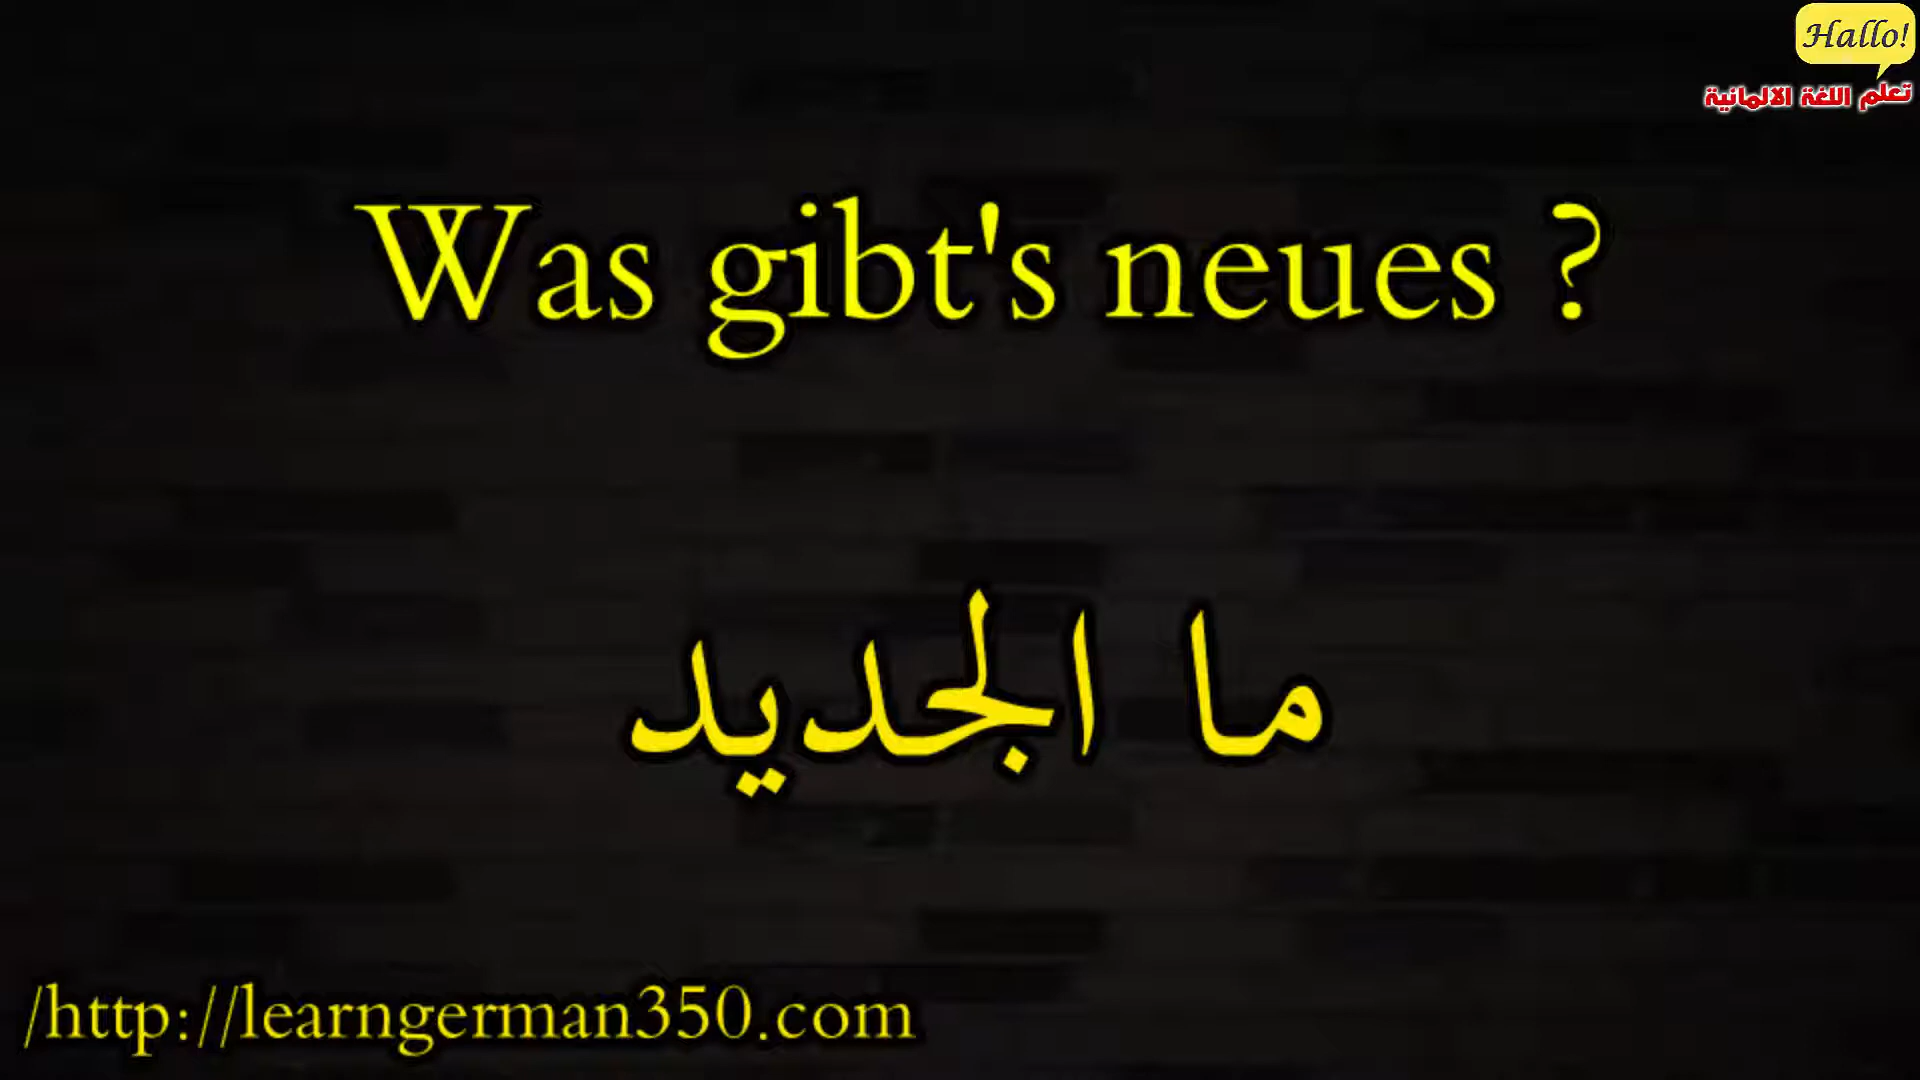 Hallo!
تعلم اللغة الالمانية
Was gibt's neues ?
ما الجديد
/http://learngerman350.com